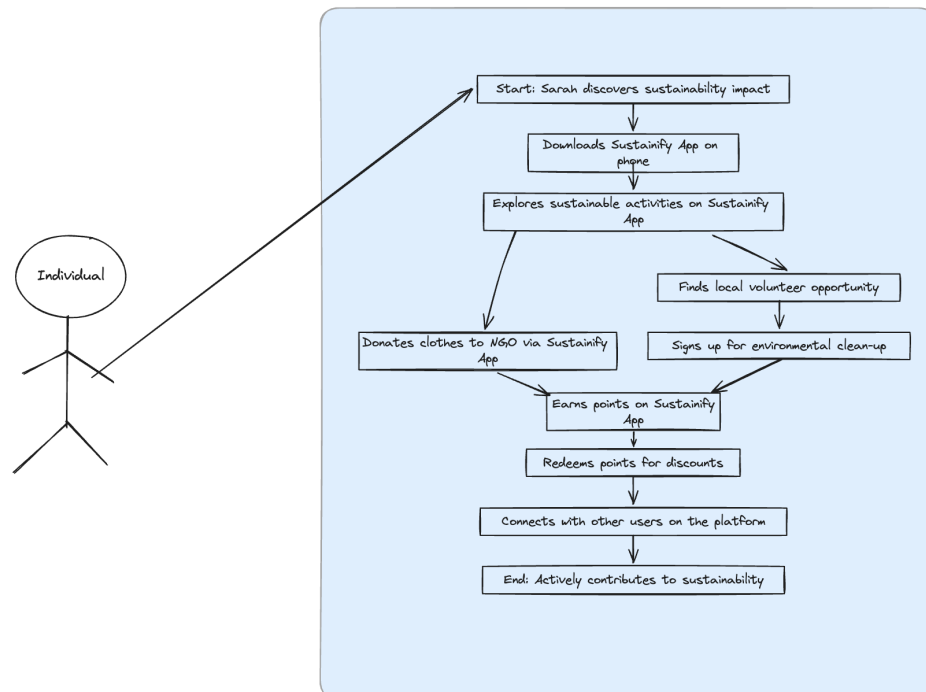 Start: Sarah discovers sustainability impact
Downloads Sustainify App on
phone
Explores sustainable activities on Sustainify
App
Individual
Finds local volunteer opportunity
Donates clothes to NGO via Sustainify
App
Signs up for environmental clean-up
Earns points on Sustainify
App
Redeems points for discounts
Connects with other users on the platform
End: Actively contributes to sustainability